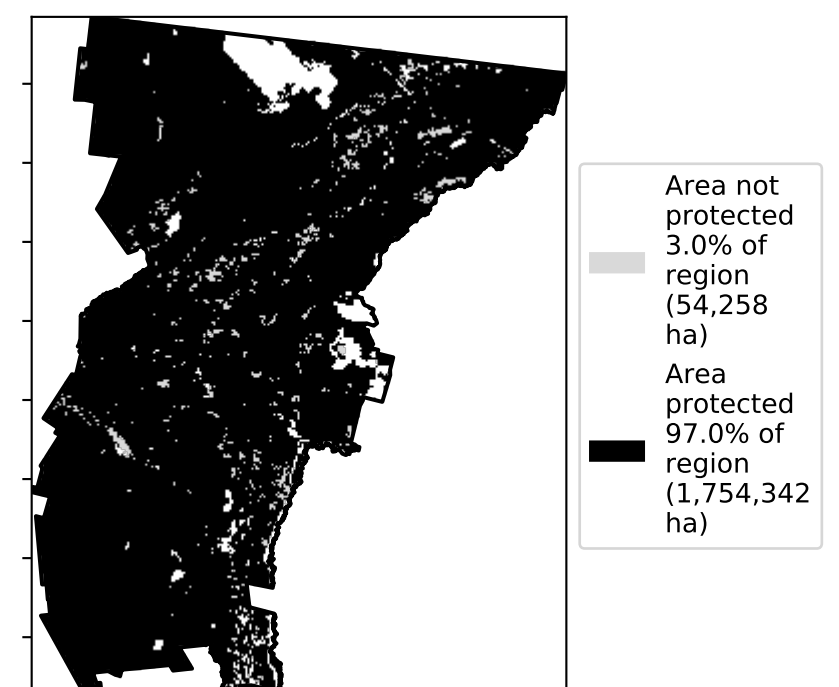 Area not
protected
3.0% of
region
(54,258
ha)
Area
protected
97.0% of
region
(1,754,342
ha)